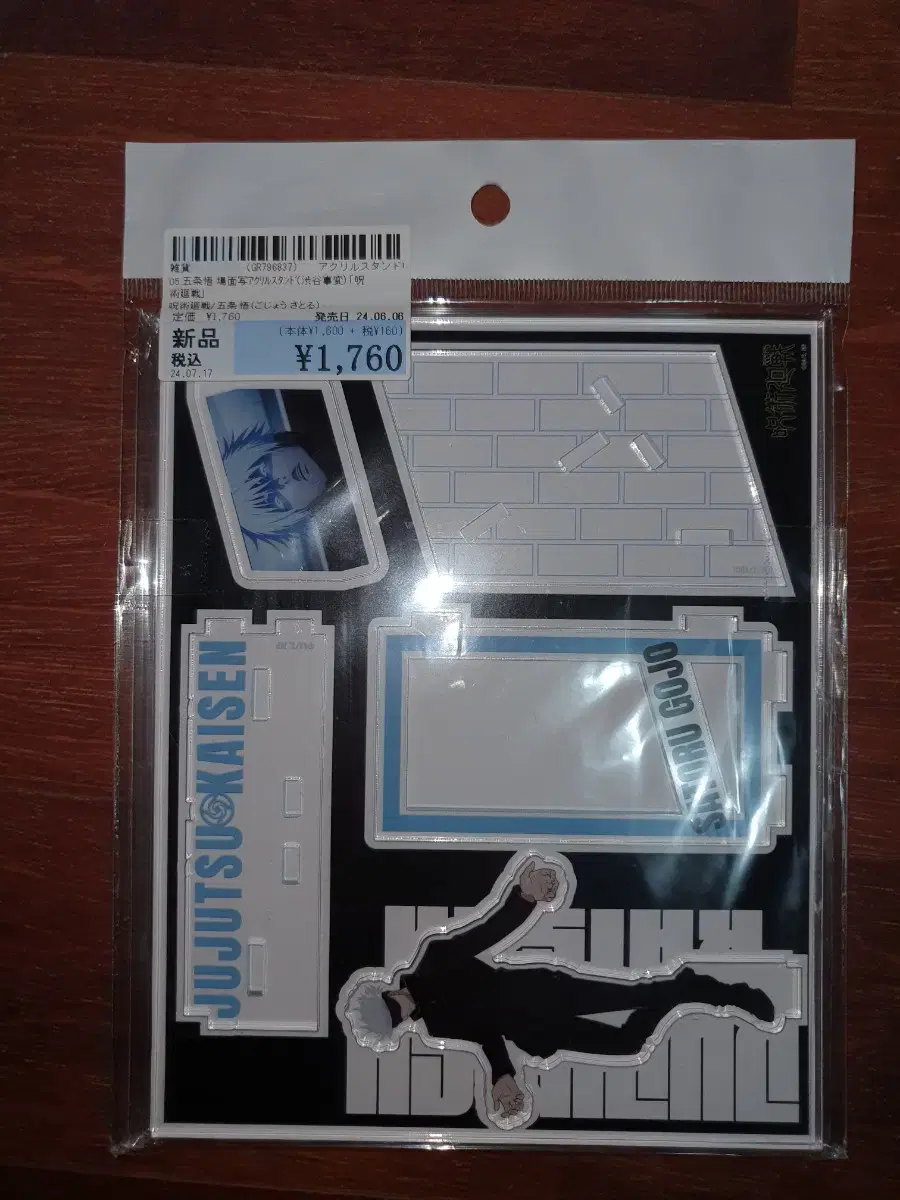 雑貨 (GR796837) アクリルスタンド
06.五条悟 場面写アクリルスタンド(渋谷事変)「呪
術廻戦」
呪術廻戦/五条 悟(ごじょう さとる)
定価 ¥1,760 発売日 24.06.06
新品 (本体¥1,600 + 税¥160)
税込 ¥1,760
24.07.17
呪術廻戦
JUJUTSU KAISEN
SATORU GOJO